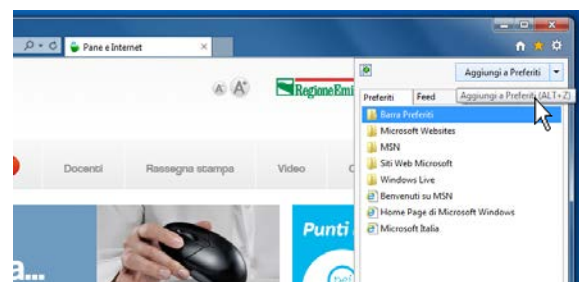 Pane e Internet
Aggiungi a Preferiti
RegioneEmi
A A+
Preferiti Feed
Aggiungi a Preferiti (ALT+Z)
Barra Preferiti
Microsoft Websites
MSN
Siti Web Microsoft
Windows Live
Benvenuti su MSN
Home Page di Microsoft Windows
Microsoft Italia
Docenti Rassegna stampa Video
Punti
a...